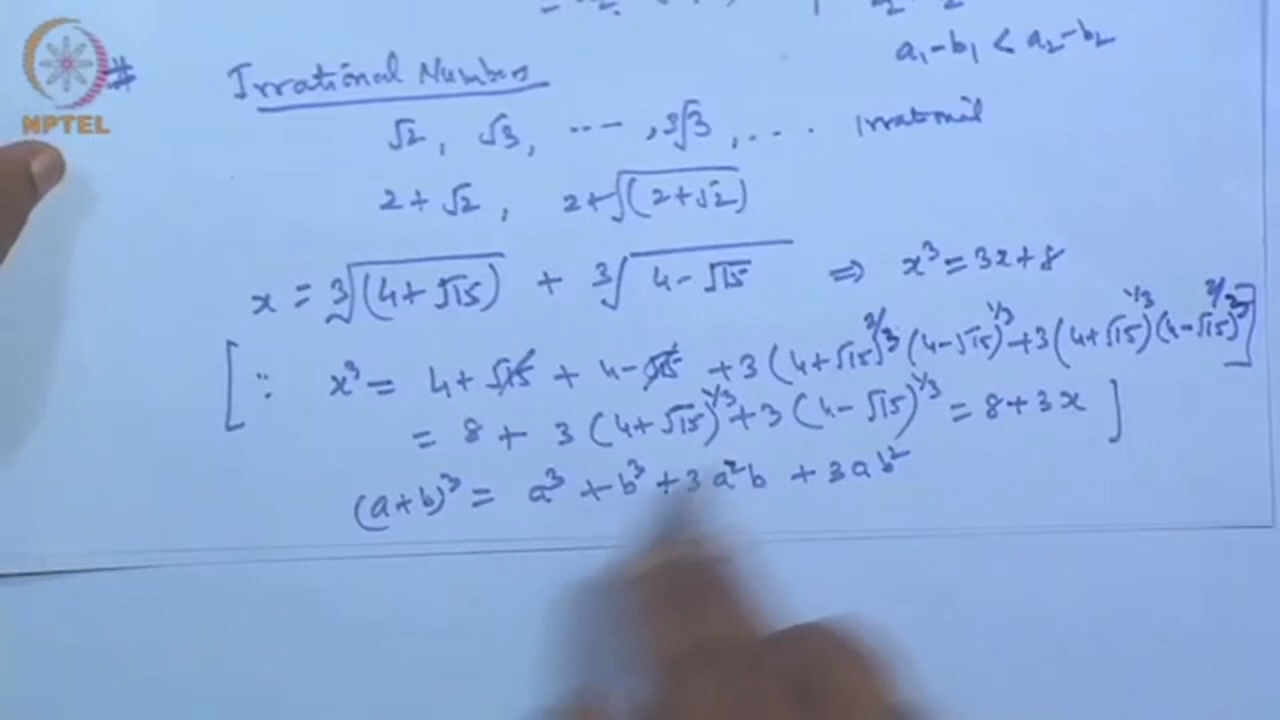 a₁-b₁ < a₂-b₂
NPTEL
# Irrational Numbers
√2, √3, ---, ∛3, ... Irrational
2+√2, 2+√(2+√2)
x = ∛(4+√15) + ∛4-√15 ⇒ x³=3x+8
[∵ x³= 4+√15 + 4-√15 +3(4+√15)^2/3 (4-√15)^1/3 +3(4+√15)^1/3 (4-√15)^2/3]
= 8 + 3(4+√15)^1/3 +3(4-√15)^1/3 = 8+3x ]
(a+b)³ = a³+b³+3a²b + 3ab²